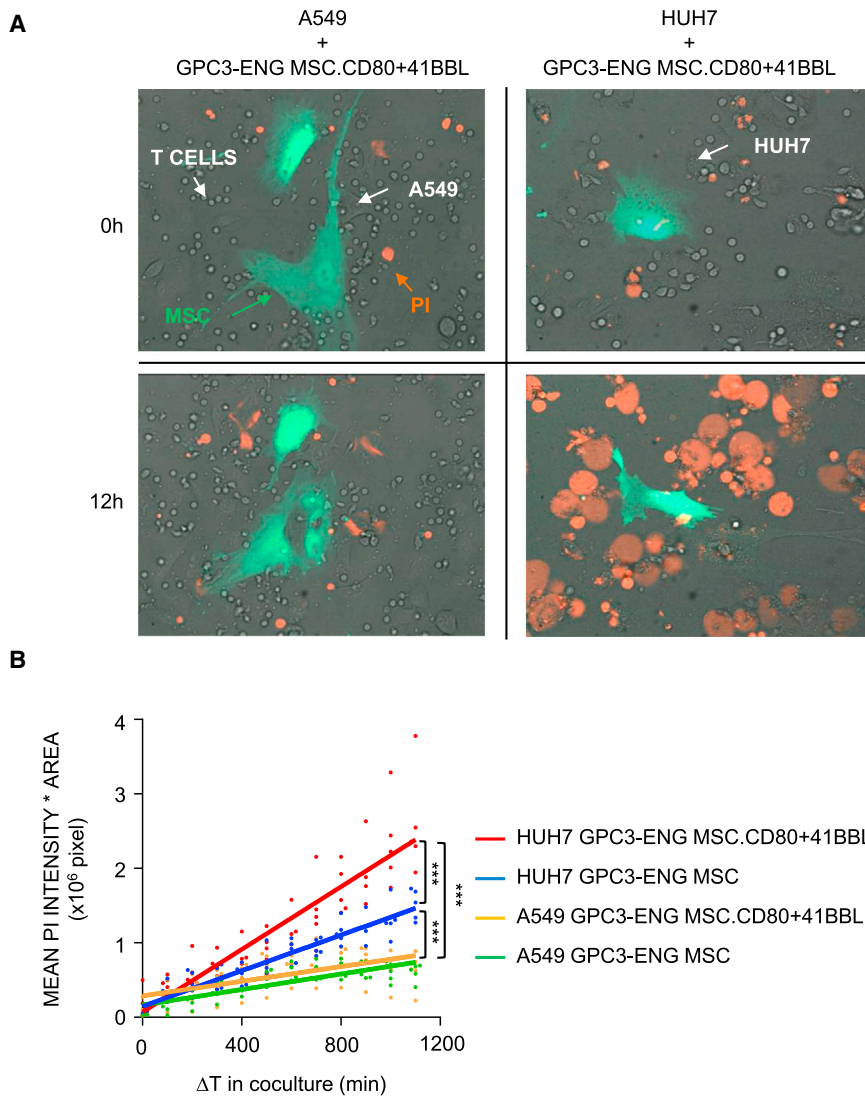 A
A549
+
GPC3-ENG MSC.CD80+41BBL
HUH7
+
GPC3-ENG MSC.CD80+41BBL
0h
T CELLS
A549
MSC
PI
HUH7
12h
B
MEAN PI INTENSITY * AREA
(x10⁶ pixel)
4
3
2
1
0
0
400
800
1200
ΔT in coculture (min)
***
***
***
HUH7 GPC3-ENG MSC.CD80+41BBL
HUH7 GPC3-ENG MSC
A549 GPC3-ENG MSC.CD80+41BBL
A549 GPC3-ENG MSC